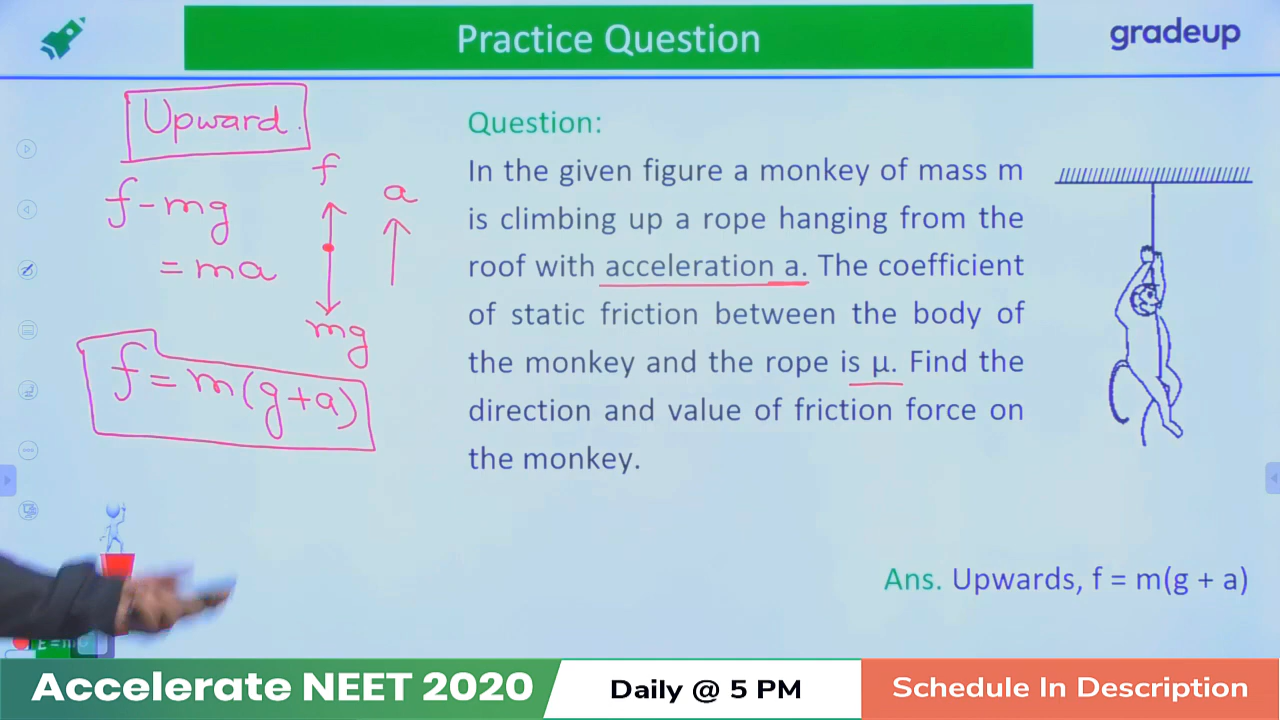 Practice Question
gradeup
Upward.
f
a
f - mg
= ma
mg
f = m(g+a)
Question:
In the given figure a monkey of mass m
is climbing up a rope hanging from the
roof with acceleration a. The coefficient
of static friction between the body of
the monkey and the rope is μ. Find the
direction and value of friction force on
the monkey.
Ans. Upwards, f = m(g + a)
Accelerate NEET 2020
Daily @ 5 PM
Schedule In Description